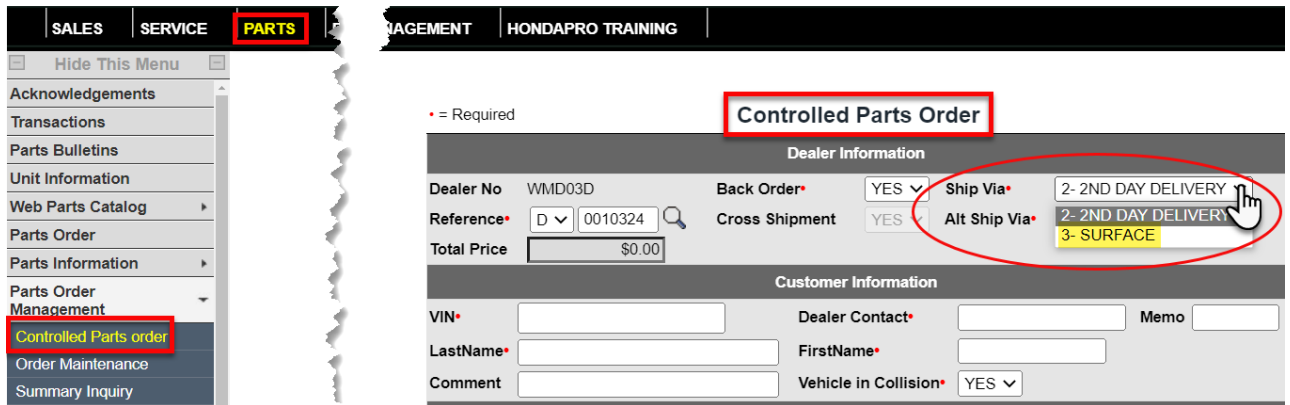 SALES SERVICE PARTS NAGEMENT HONDAPRO TRAINING
Hide This Menu
Acknowledgements
Transactions
Parts Bulletins
Unit Information
Web Parts Catalog
Parts Order
Parts Information
Parts Order
Management
Controlled Parts order
Order Maintenance
Summary Inquiry
• = Required
Controlled Parts Order
Dealer Information
Dealer No WMD03D Back Order• YES Ship Via• 2- 2ND DAY DELIVERY
Reference• D 0010324 Cross Shipment YES Alt Ship Via• 2- 2ND DAY DELIVERY
3- SURFACE
Total Price $0.00
Customer Information
VIN• Dealer Contact• Memo
LastName• FirstName•
Comment Vehicle in Collision• YES